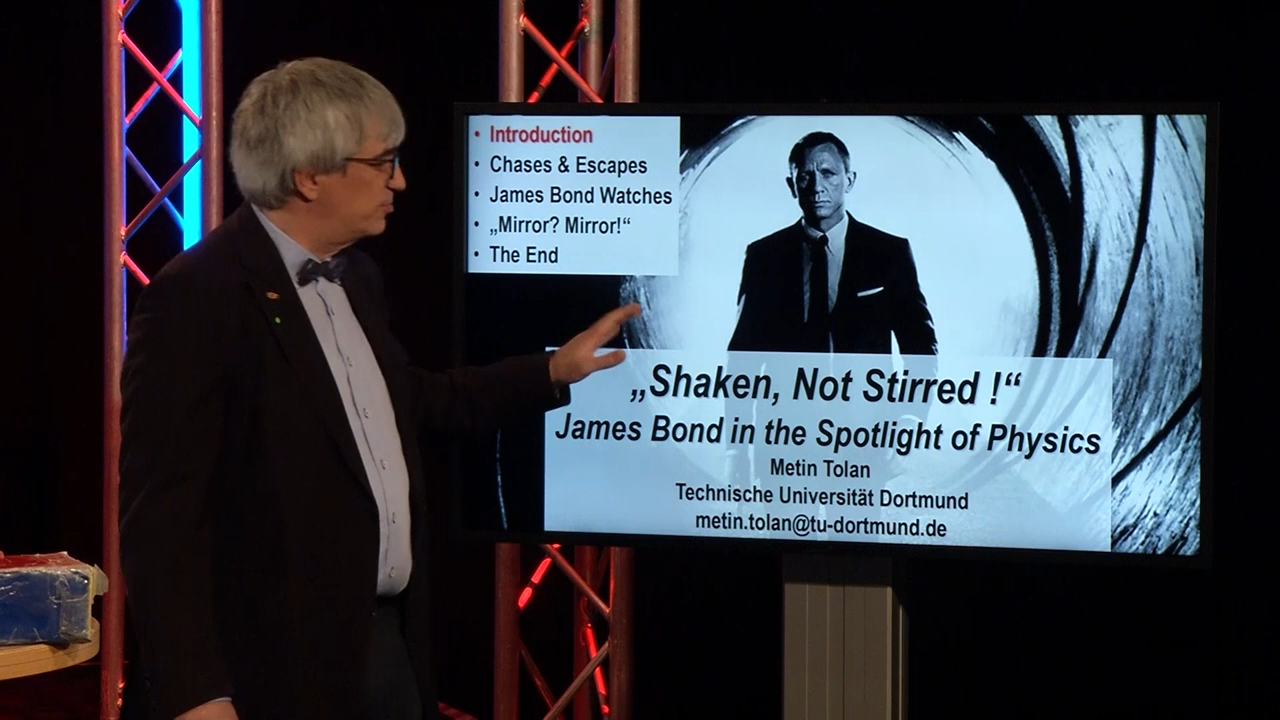 • Introduction
• Chases & Escapes
• James Bond Watches
• „Mirror? Mirror!“
• The End
„Shaken, Not Stirred !“
James Bond in the Spotlight of Physics
Metin Tolan
Technische Universität Dortmund
metin.tolan@tu-dortmund.de